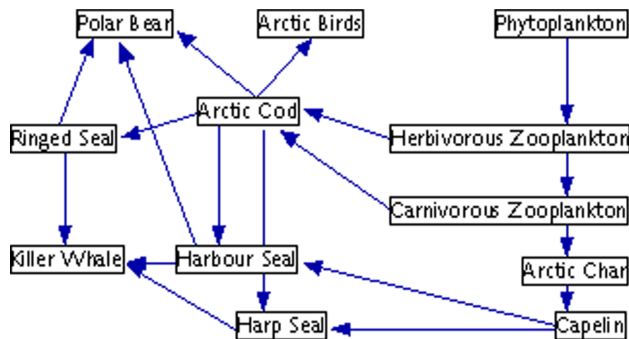 Polar Bear
Arctic Birds
Phytoplankton
Arctic Cod
Ringed Seal
Herbivorous Zooplankton
Carnivorous Zooplankton
Killer Whale
Harbour Seal
Arctic Char
Harp Seal
Capelin